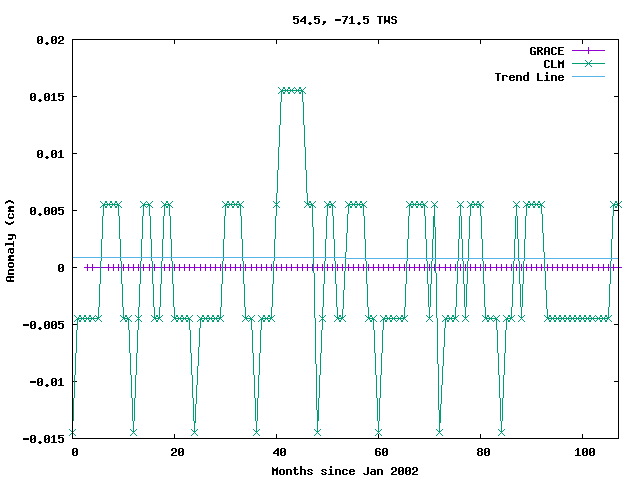 54.5, -71.5 TWS
GRACE
CLM
Trend Line
Anomaly (cm)
0.02
0.015
0.01
0.005
0
-0.005
-0.01
-0.015
0 20 40 60 80 100
Months since Jan 2002